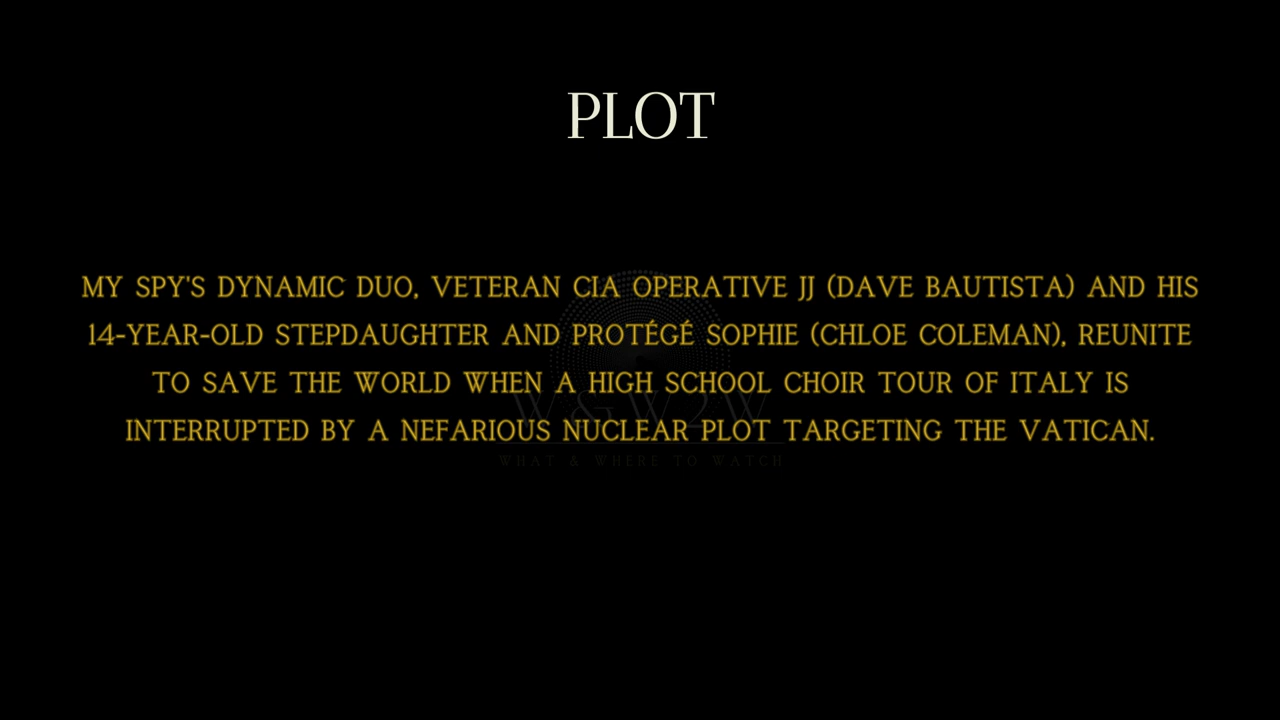 PLOT
MY SPY'S DYNAMIC DUO, VETERAN CIA OPERATIVE JJ (DAVE BAUTISTA) AND HIS
14-YEAR-OLD STEPDAUGHTER AND PROTÉGÉ SOPHIE (CHLOE COLEMAN), REUNITE
TO SAVE THE WORLD WHEN A HIGH SCHOOL CHOIR TOUR OF ITALY IS
INTERRUPTED BY A NEFARIOUS NUCLEAR PLOT TARGETING THE VATICAN.
W&W2W
WHAT & WHERE TO WATCH